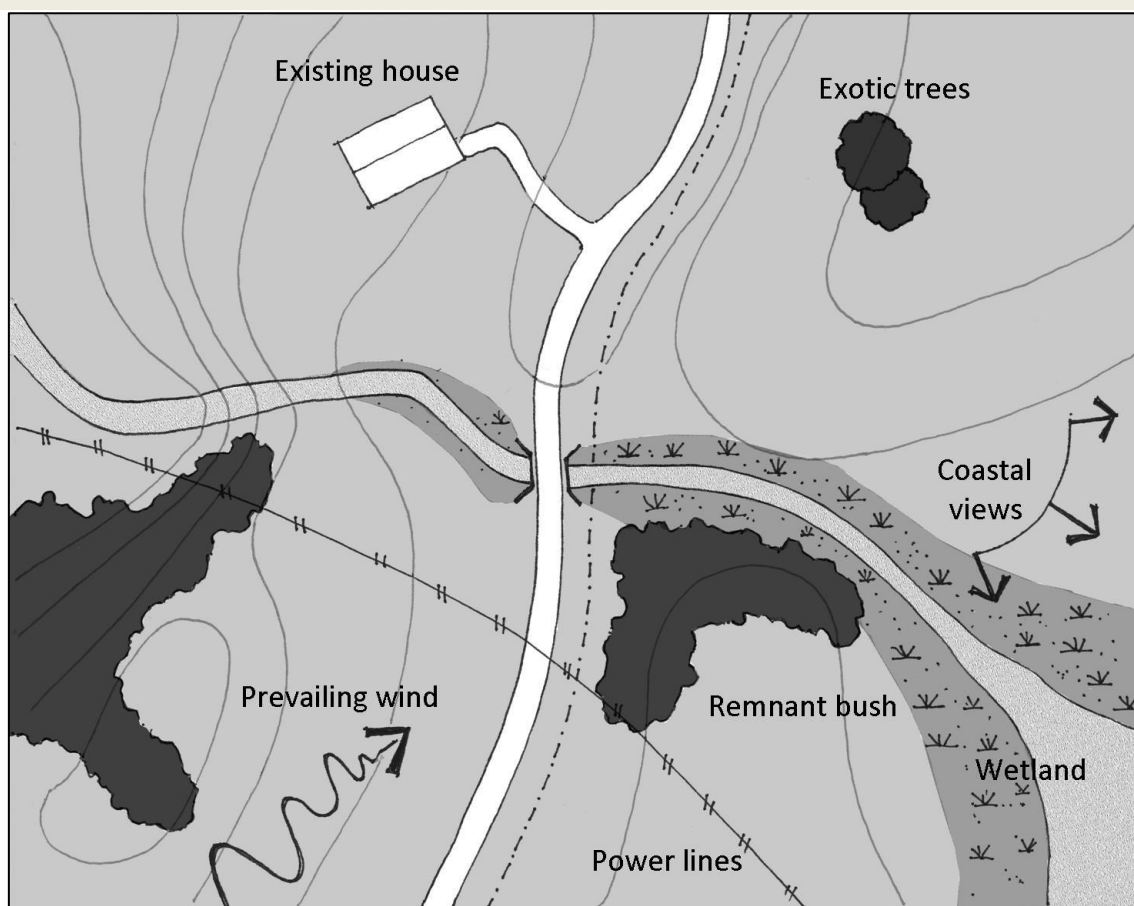 Existing house
Exotic trees
Coastal
views
Prevailing wind
Remnant bush
Wetland
Power lines